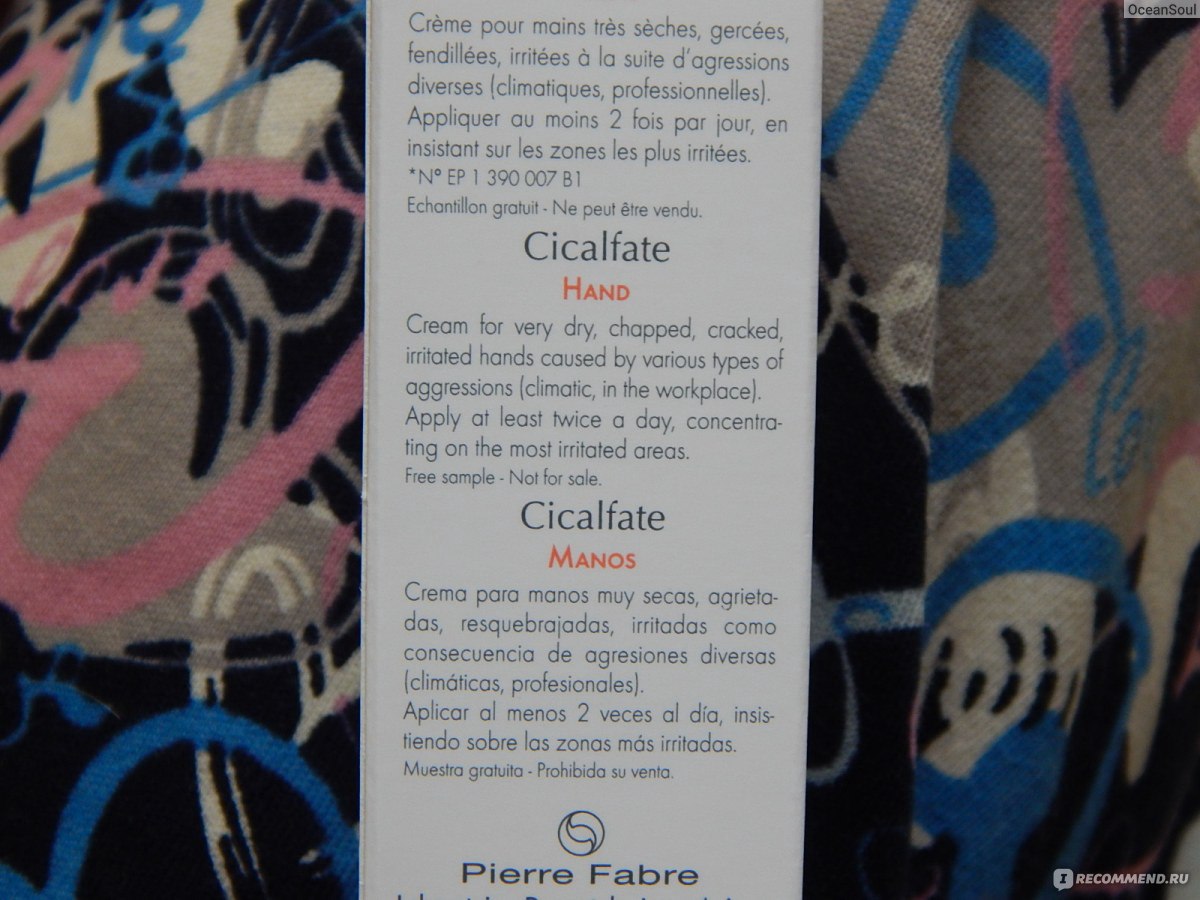 OceanSoul
Crème pour mains très sèches, gercées,
fendillées, irritées à la suite d'agressions
diverses (climatiques, professionnelles).
Appliquer au moins 2 fois par jour, en
insistant sur les zones les plus irritées.
*N° EP 1 390 007 B1
Echantillon gratuit - Ne peut être vendu.
Cicalfate
HAND
Cream for very dry, chapped, cracked,
irritated hands caused by various types of
aggressions (climatic, in the workplace).
Apply at least twice a day, concentra-
ting on the most irritated areas.
Free sample - Not for sale.
Cicalfate
MANOS
Crema para manos muy secas, agrieta-
das, resquebrajadas, irritadas como
consecuencia de agresiones diversas
(climáticas, profesionales).
Aplicar al menos 2 veces al día, insis-
tiendo sobre las zonas más irritadas.
Muestra gratuita - Prohibida su venta.
Pierre Fabre
IRECOMMEND.RU